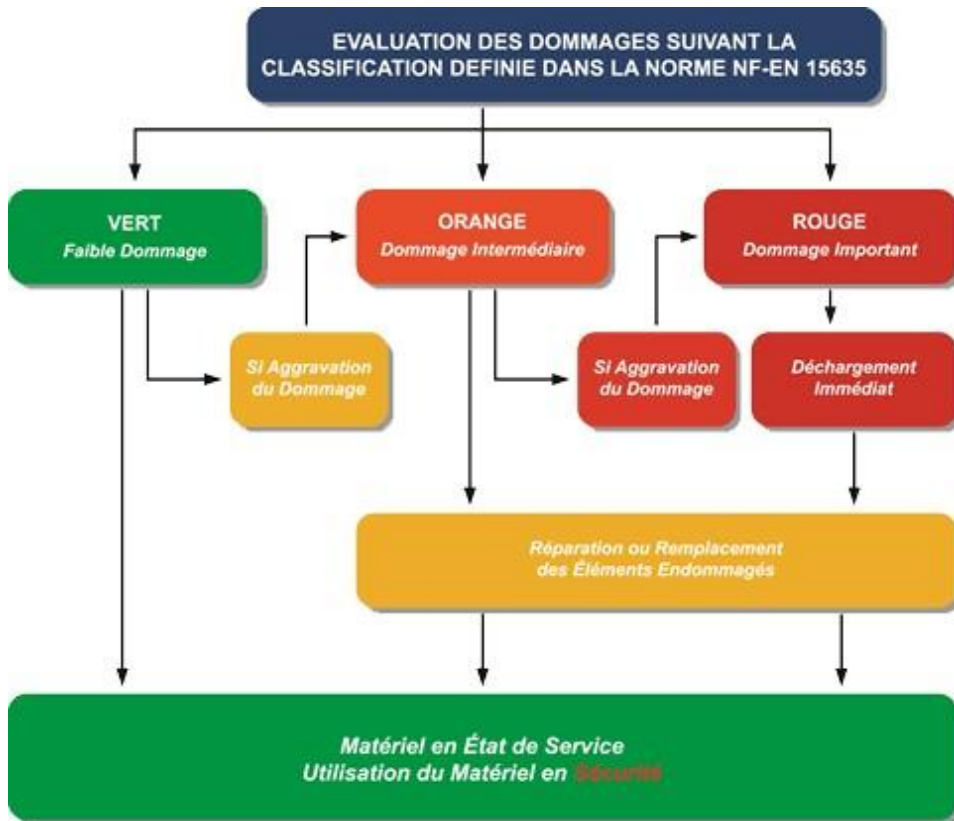 EVALUATION DES DOMMAGES SUIVANT LA
CLASSIFICATION DEFINIE DANS LA NORME NF-EN 15635
VERT
Faible Dommage
ORANGE
Dommage Intermédiaire
ROUGE
Dommage Important
Si Aggravation
du Dommage
Si Aggravation
du Dommage
Déchargement
Immédiat
Réparation ou Remplacement
des Éléments Endommagés
Matériel en État de Service
Utilisation du Matériel en Sécurité